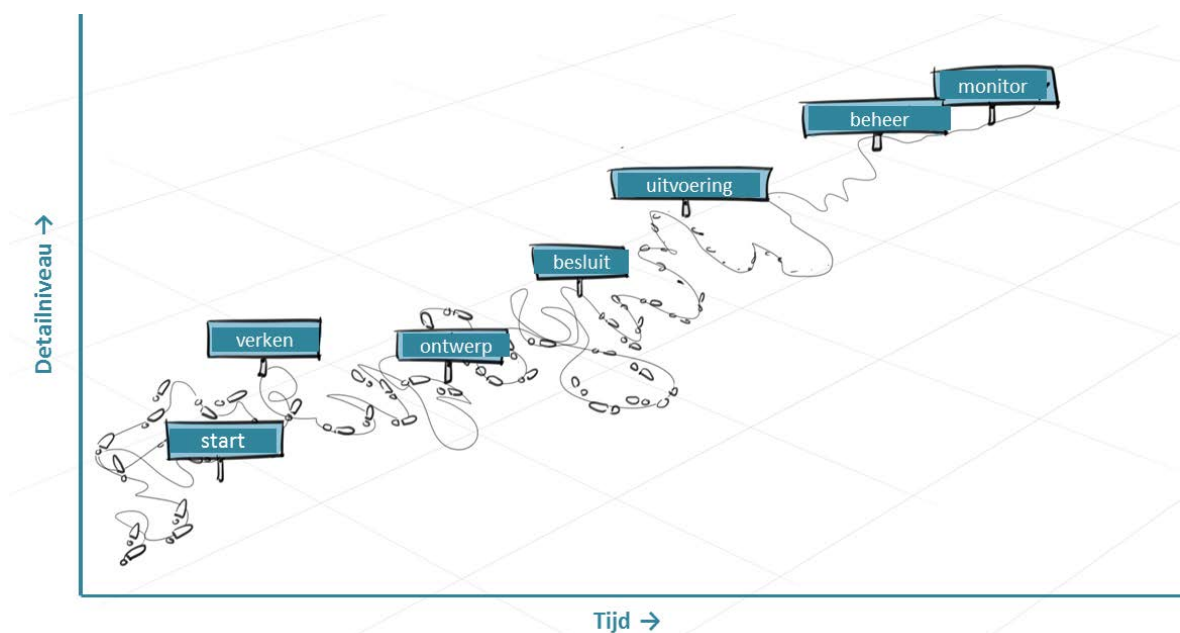 monitor
beheer
uitvoering
besluit
verken
ontwerp
start
Detailniveau →
Tijd →